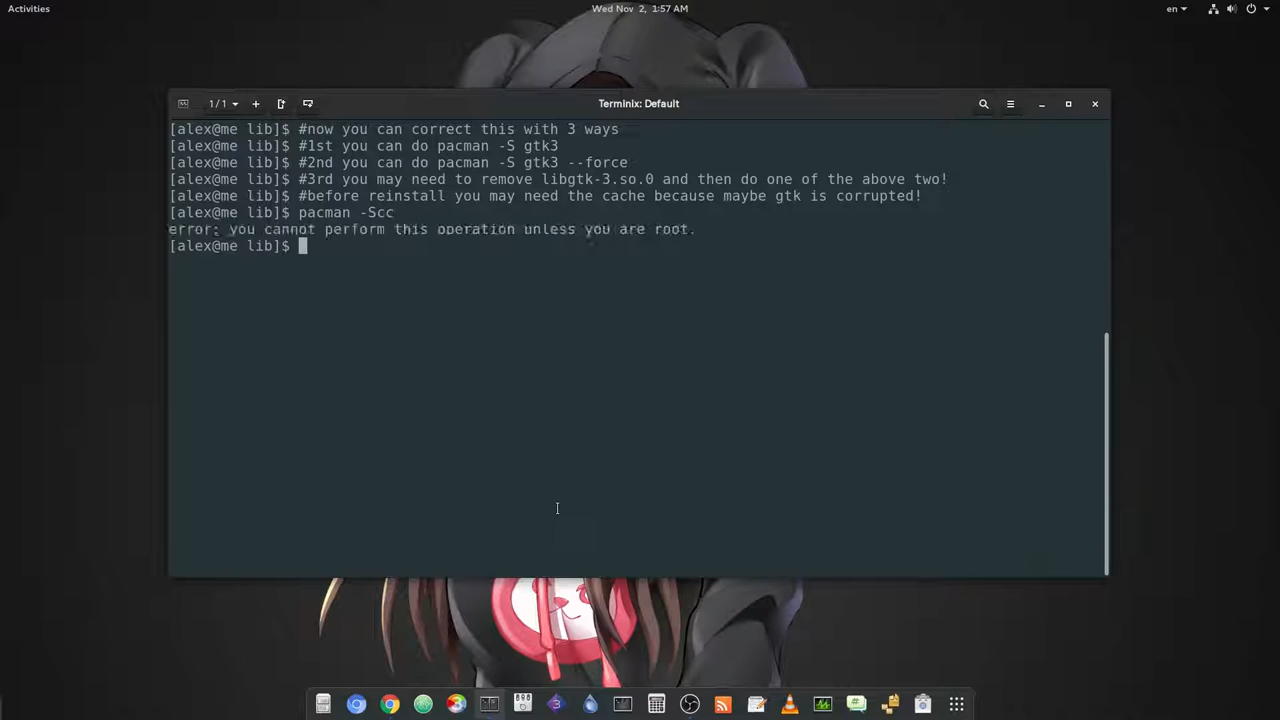 Activities
Wed Nov 2, 1:57 AM
en
1/1
Terminix: Default
[alex@me lib]$ #now you can correct this with 3 ways
[alex@me lib]$ #1st you can do pacman -S gtk3
[alex@me lib]$ #2nd you can do pacman -S gtk3 --force
[alex@me lib]$ #3rd you may need to remove libgtk-3.so.0 and then do one of the above two!
[alex@me lib]$ #before reinstall you may need the cache because maybe gtk is corrupted!
[alex@me lib]$ pacman -Scc
error: you cannot perform this operation unless you are root.
[alex@me lib]$